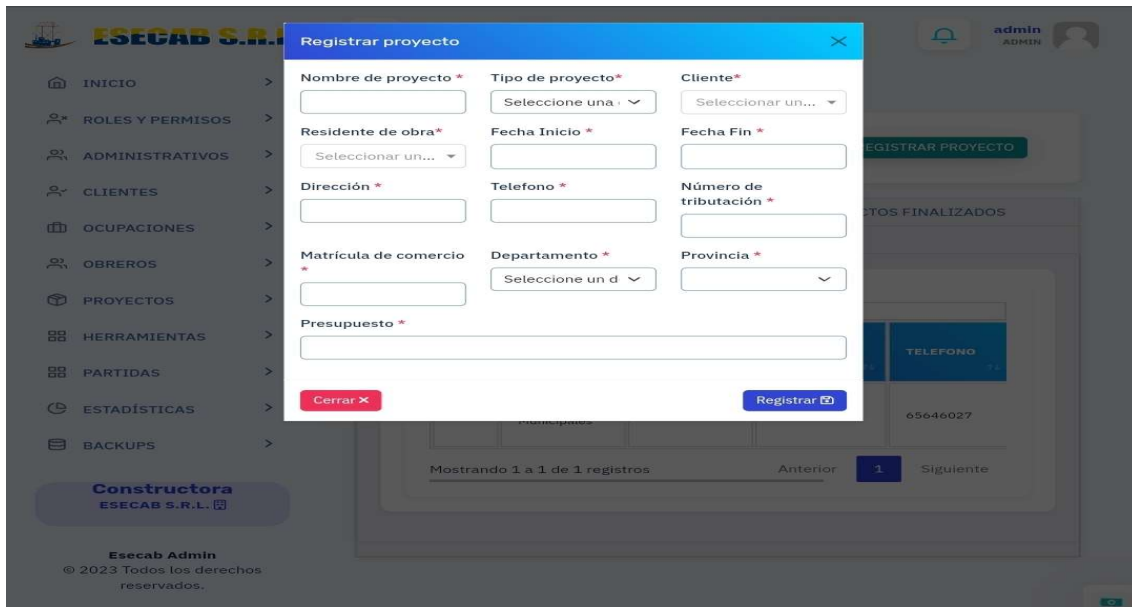 ESECAB S.R.
Registrar proyecto
admin
ADMIN
INICIO
ROLES Y PERMISOS
ADMINISTRATIVOS
CLIENTES
OCUPACIONES
OBREROS
PROYECTOS
HERRAMIENTAS
PARTIDAS
ESTADÍSTICAS
BACKUPS
Constructora
ESECAB S.R.L.
Esecab Admin
© 2023 Todos los derechos
reservados.
Nombre de proyecto * Tipo de proyecto* Cliente*
Seleccione una Seleccionar un...
Residente de obra* Fecha Inicio * Fecha Fin *
Seleccionar un...
Dirección * Telefono * Número de
tributación *
Matrícula de comercio Departamento * Provincia *
*
Seleccione un d
Presupuesto *
Cerrar Registrar
EGISTRAR PROYECTO
TOS FINALIZADOS
TELEFONO
Municipales
65646027
Mostrando 1 a 1 de 1 registros Anterior 1 Siguiente